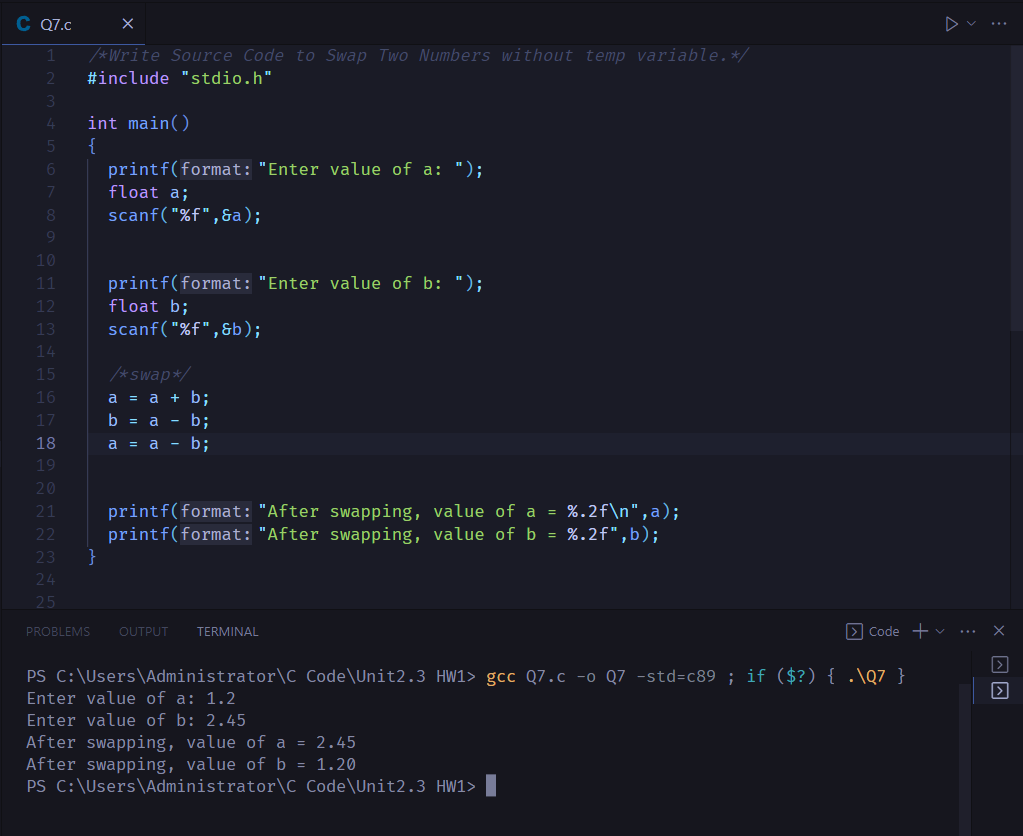 C Q7.c ×
1 /*Write Source Code to Swap Two Numbers without temp variable.*/
2 #include "stdio.h"
3
4 int main()
5 {
6 printf(format: "Enter value of a: ");
7 float a;
8 scanf("%f",&a);
9
10
11 printf(format: "Enter value of b: ");
12 float b;
13 scanf("%f",&b);
14
15 /*swap*/
16 a = a + b;
17 b = a - b;
18 a = a - b;
19
20
21 printf(format: "After swapping, value of a = %.2f\n",a);
22 printf(format: "After swapping, value of b = %.2f",b);
23 }
24
25
PROBLEMS OUTPUT TERMINAL Code
PS C:\Users\Administrator\C Code\Unit2.3 HW1> gcc Q7.c -o Q7 -std=c89 ; if ($?) { .\Q7 }
Enter value of a: 1.2
Enter value of b: 2.45
After swapping, value of a = 2.45
After swapping, value of b = 1.20
PS C:\Users\Administrator\C Code\Unit2.3 HW1>